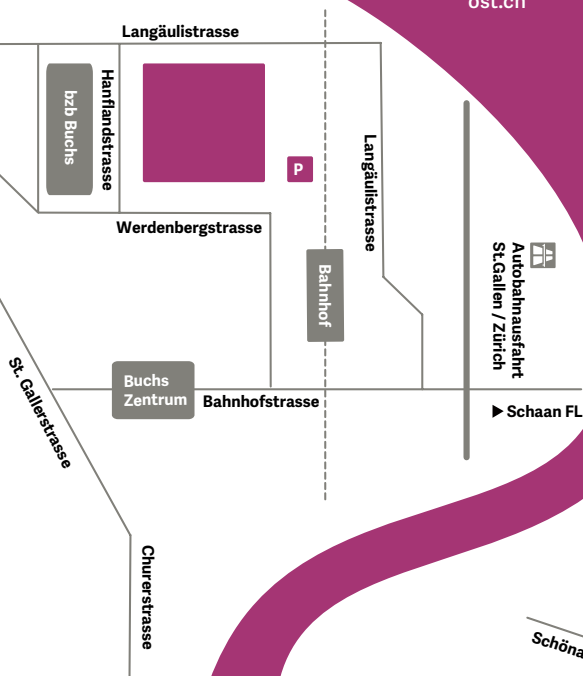 ost.ch
Langäulistrasse
bzb Buchs
Hanflandstrasse
P
Langäulistrasse
Werdenbergstrasse
Bahnhof
Autobahnausfahrt
St.Gallen / Zürich
St. Gallerstrasse
Buchs
Zentrum
Bahnhofstrasse
Schaan FL
Churerstrasse